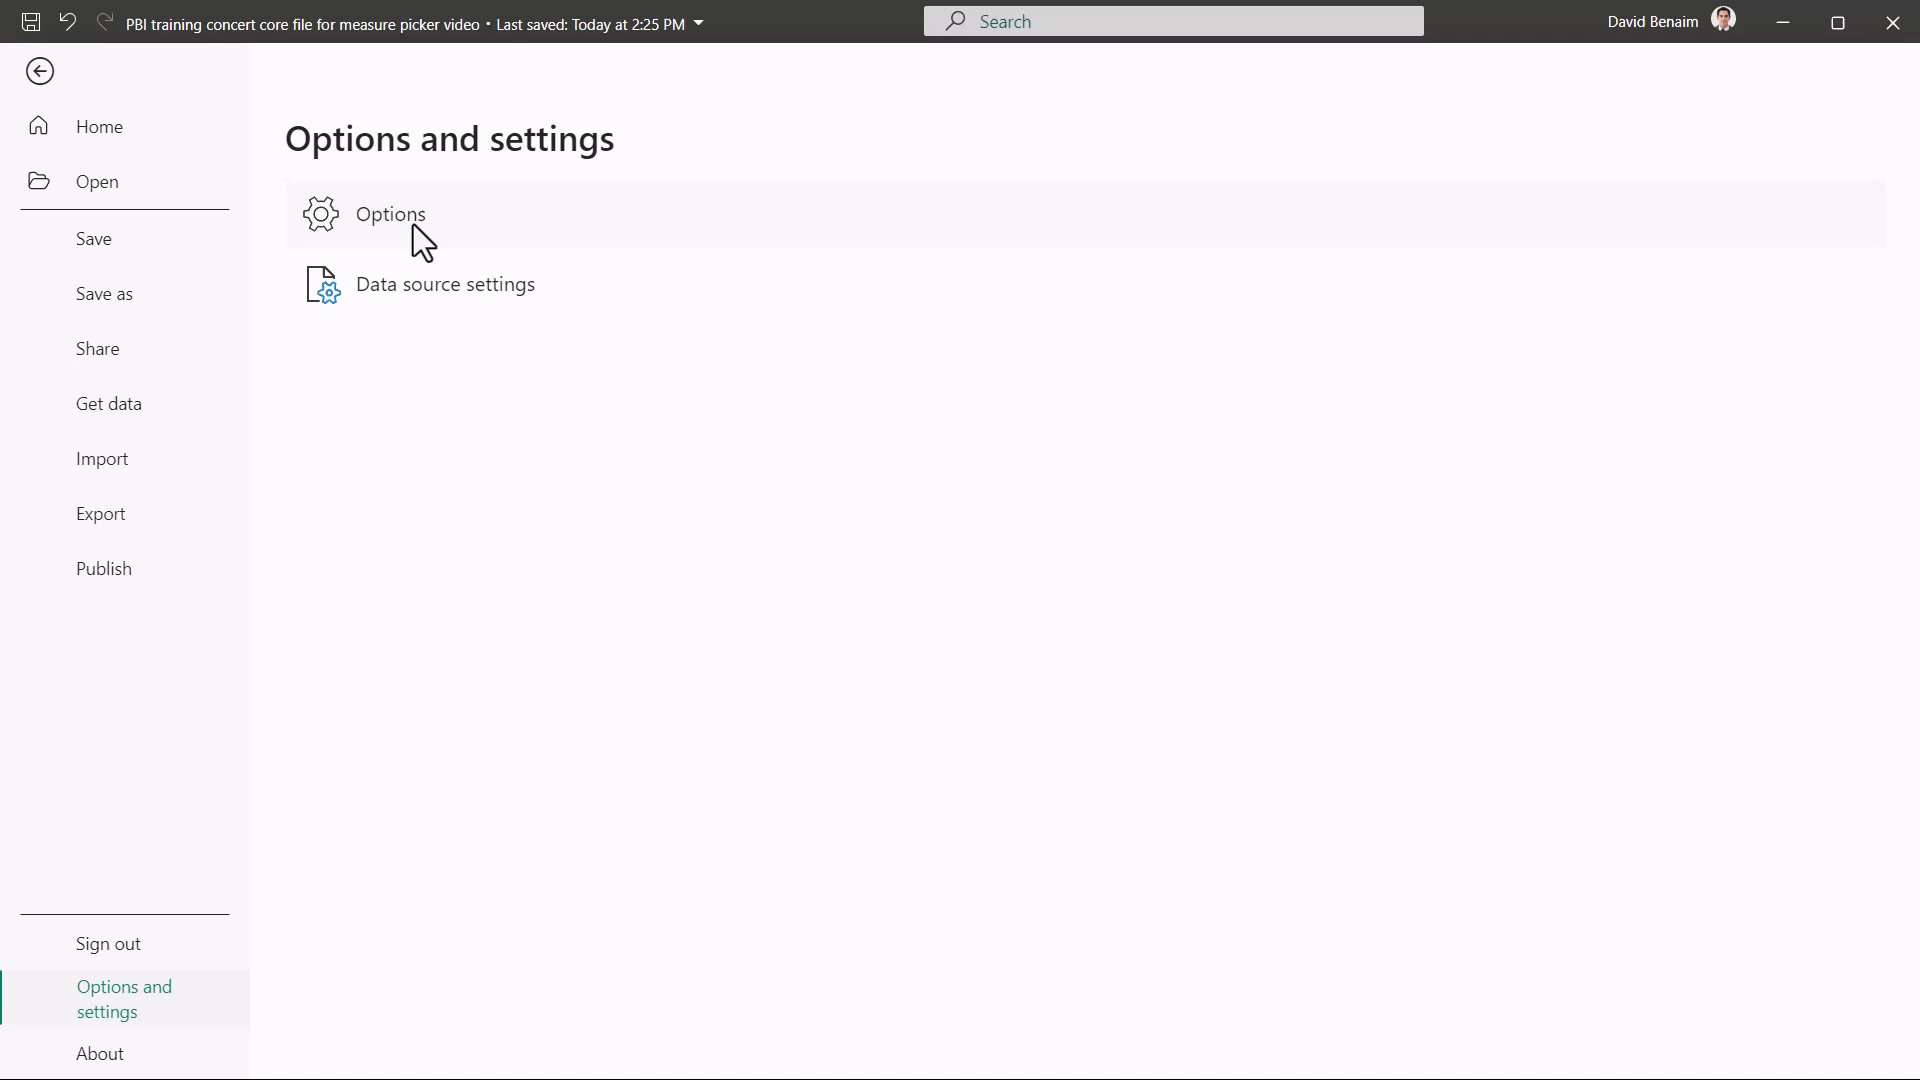 PBI training concert core file for measure picker video • Last saved: Today at 2:25 PM
Search
David Benaim
Home
Open
Save
Save as
Share
Get data
Import
Export
Publish
Sign out
Options and
settings
About
Options and settings
Options
Data source settings